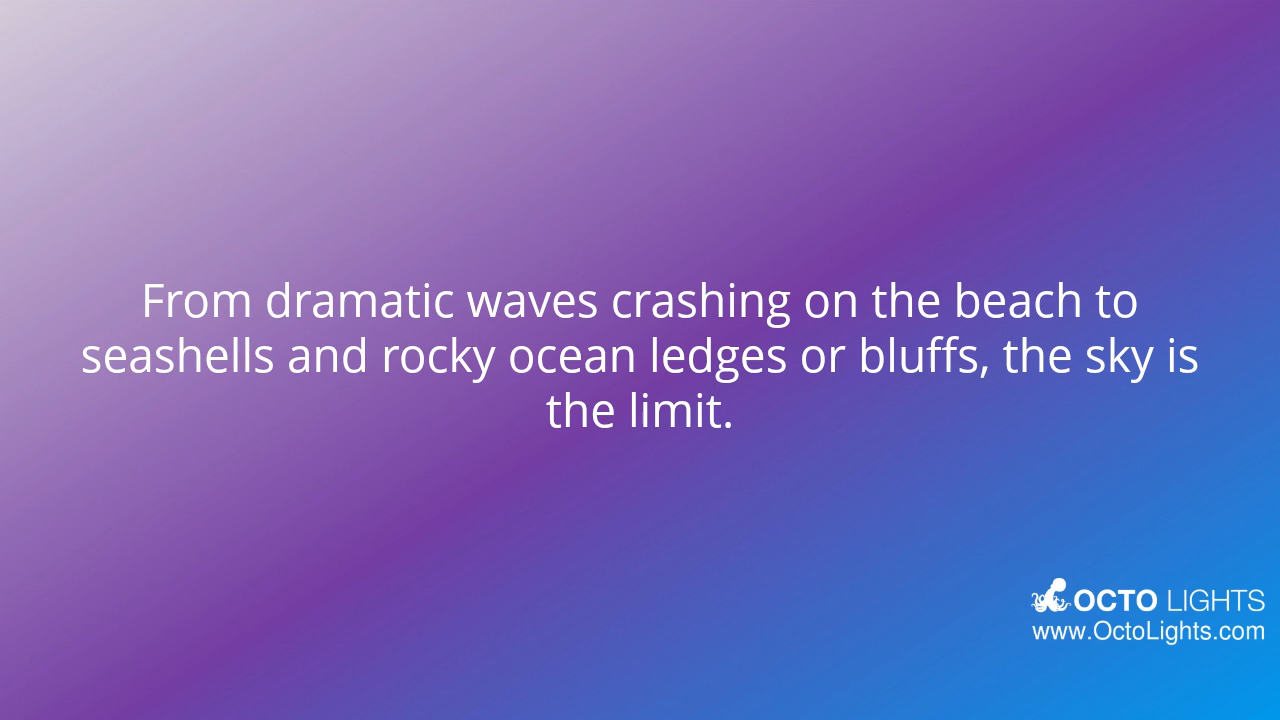 From dramatic waves crashing on the beach to
seashells and rocky ocean ledges or bluffs, the sky is
the limit.
OCTO LIGHTS
www.OctoLights.com